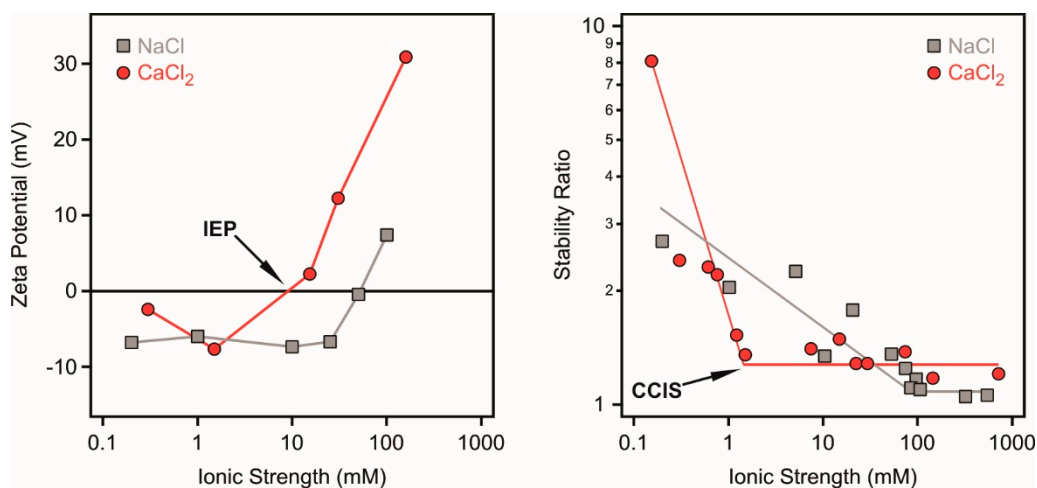 Zeta Potential (mV)
30
20
10
0
-10
NaCl
CaCl2
IEP
0.1 1 10 100 1000
Ionic Strength (mM)
Stability Ratio
10
9
8
7
6
5
4
3
2
1
NaCl
CaCl2
CCIS
0.1 1 10 100 1000
Ionic Strength (mM)